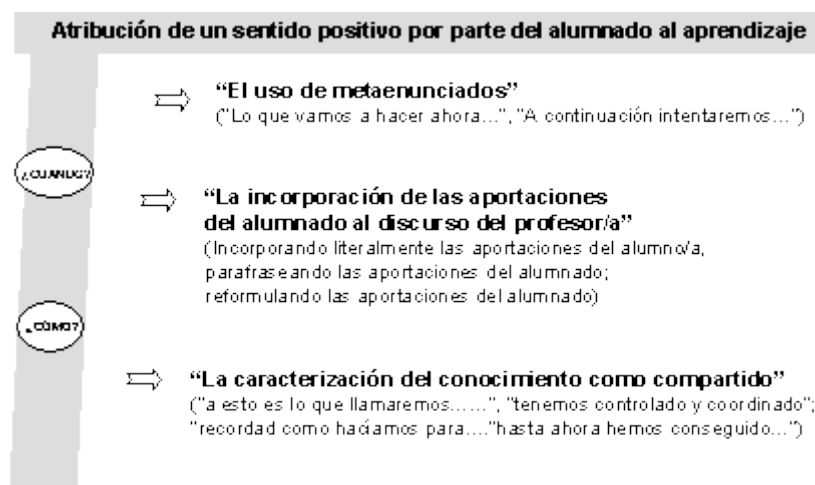 Atribución de un sentido positivo por parte del alumnado al aprendizaje
“El uso de metaenunciados”
("Lo que vamos a hacer ahora...", "A continuación intentaremos...")
¿CUANDO?
“La incorporación de las aportaciones
del alumnado al discurso del profesor/a”
(Incorporando literalmente las aportaciones del alumno/a,
parafraseando las aportaciones del alumnado;
reformulando las aportaciones del alumnado)
¿CÓMO?
“La caracterización del conocimiento como compartido”
("a esto es lo que llamaremos......", "tenemos controlado y coordinado";
"recordad como hacíamos para...."hasta ahora hemos conseguido...")